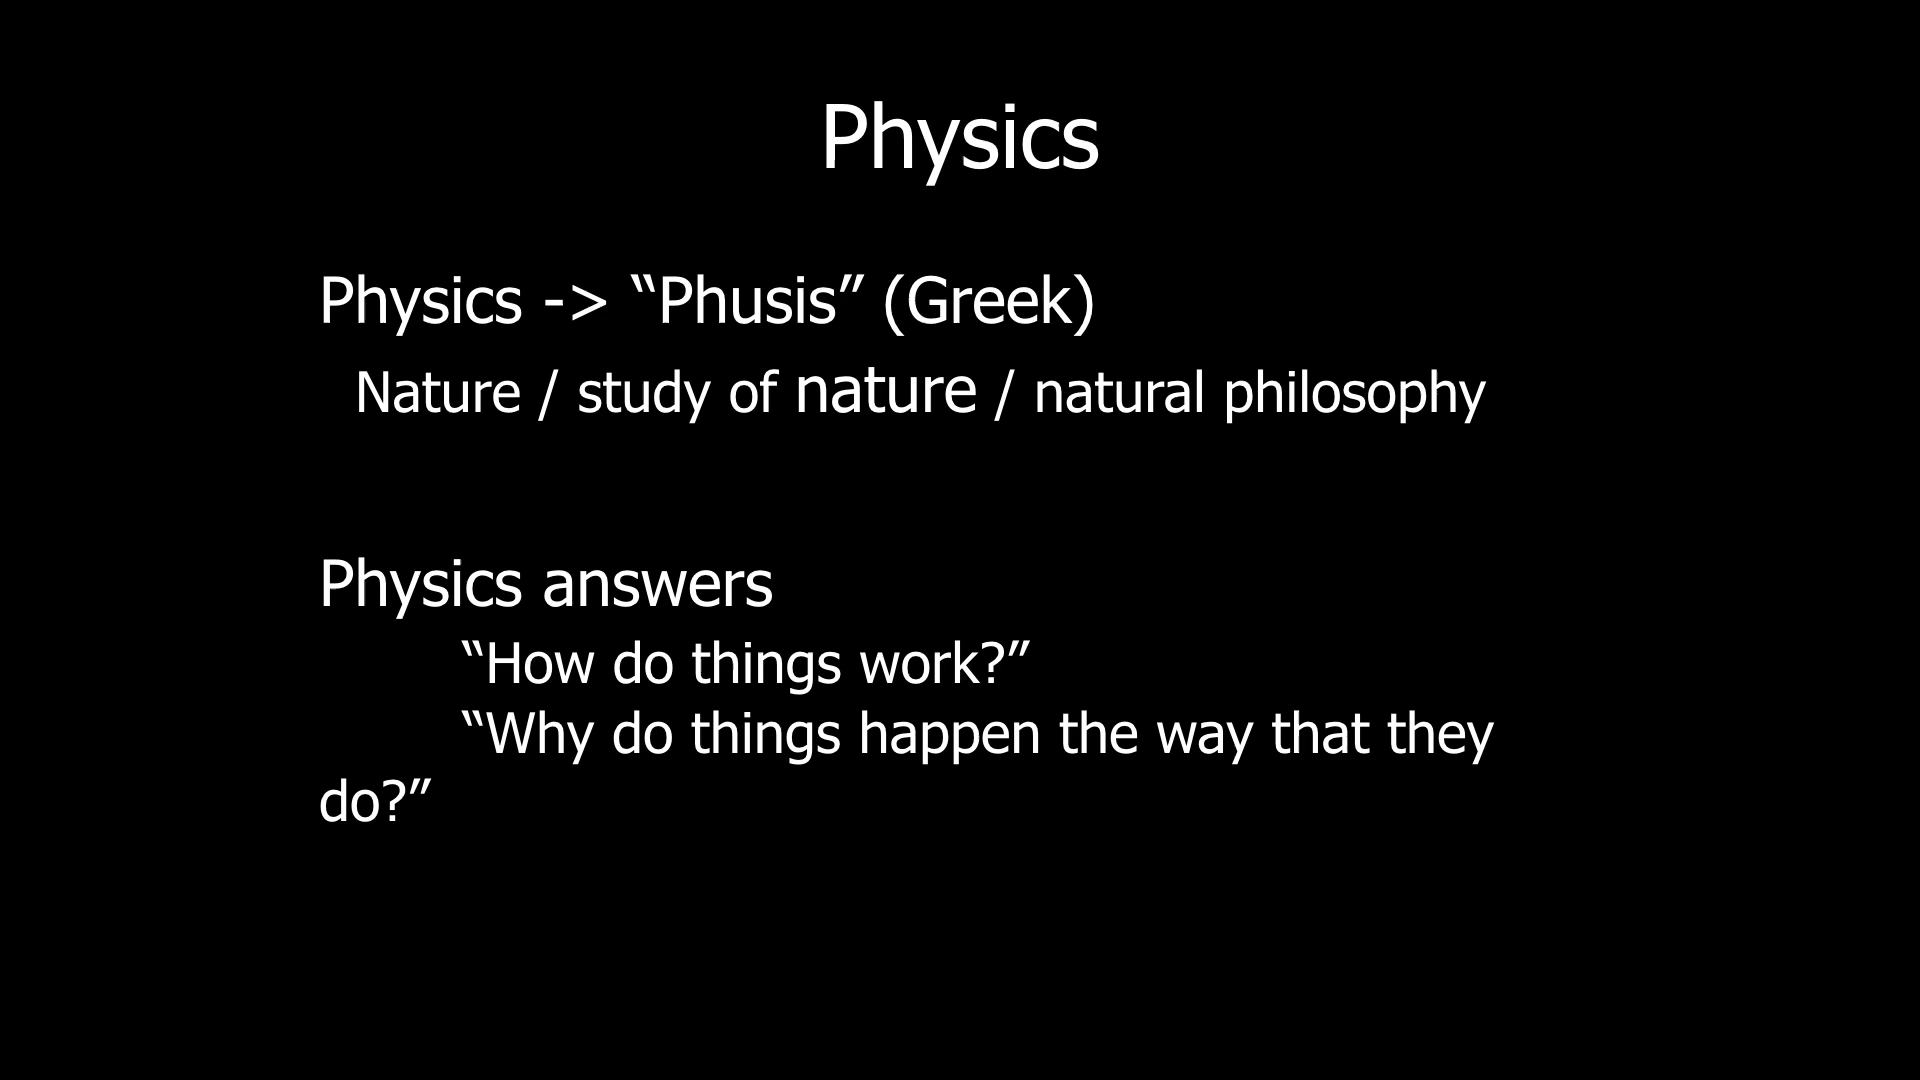 Physics
Physics -> “Phusis” (Greek)
Nature / study of nature / natural philosophy
Physics answers
“How do things work?”
“Why do things happen the way that they
do?”